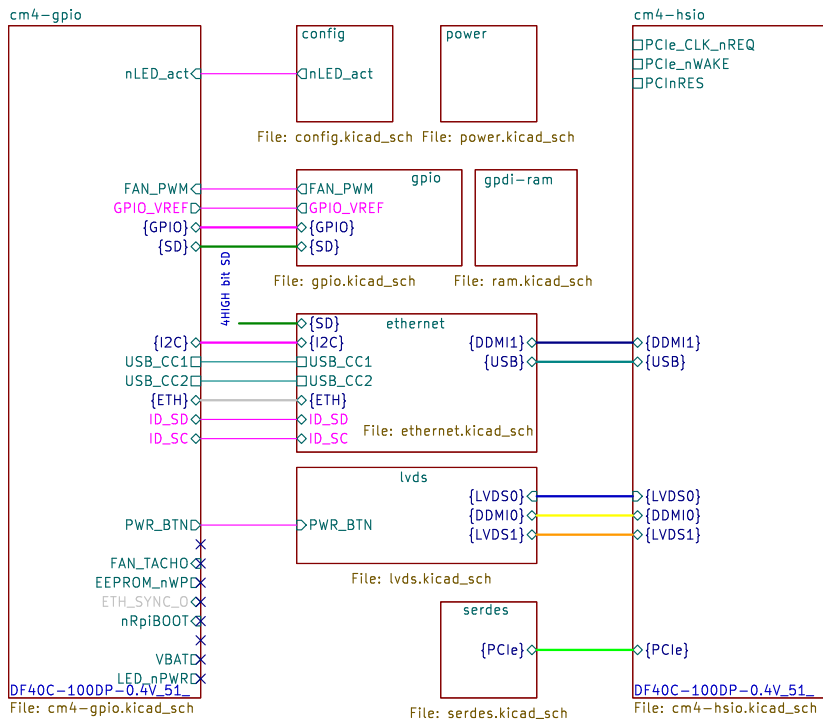 cm4-gpio
nLED_act
FAN_PWM
GPIO_VREF
{GPIO}
{SD}
{I2C}
USB_CC1
USB_CC2
{ETH}
ID_SD
ID_SC
PWR_BTN
FAN_TACHO
EEPROM_nWP
ETH_SYNC_O
nRpiBOOT
VBAT
LED_nPWR
DF40C-100DP-0.4V_51_
File: cm4-gpio.kicad_sch
config
nLED_act
File: config.kicad_sch
power
File: power.kicad_sch
gpio
FAN_PWM
GPIO_VREF
{GPIO}
{SD}
File: gpio.kicad_sch
gpdi-ram
File: ram.kicad_sch
4HIGH bit SD
ethernet
{SD}
{I2C}
USB_CC1
USB_CC2
{ETH}
ID_SD
ID_SC
{DDMI1}
{USB}
File: ethernet.kicad_sch
lvds
PWR_BTN
{LVDS0}
{DDMI0}
{LVDS1}
File: lvds.kicad_sch
serdes
{PCIe}
File: serdes.kicad_sch
cm4-hsio
PCIe_CLK_nREQ
PCIe_nWAKE
PCInRES
{DDMI1}
{USB}
{LVDS0}
{DDMI0}
{LVDS1}
{PCIe}
DF40C-100DP-0.4V_51_
File: cm4-hsio.kicad_sch